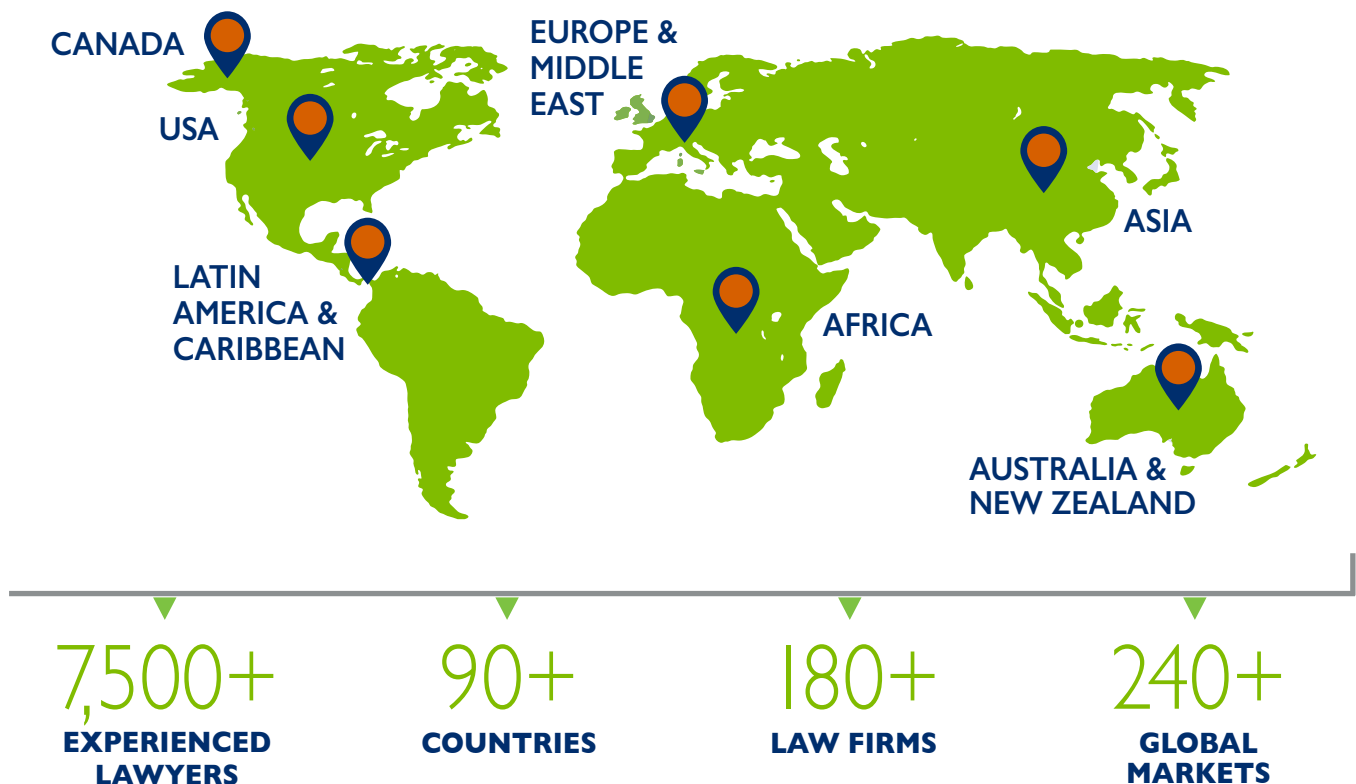 CANADA
USA
EUROPE &
MIDDLE
EAST
ASIA
LATIN
AMERICA &
CARIBBEAN
AFRICA
AUSTRALIA &
NEW ZEALAND
7,500+
EXPERIENCED
LAWYERS
90+
COUNTRIES
180+
LAW FIRMS
240+
GLOBAL
MARKETS